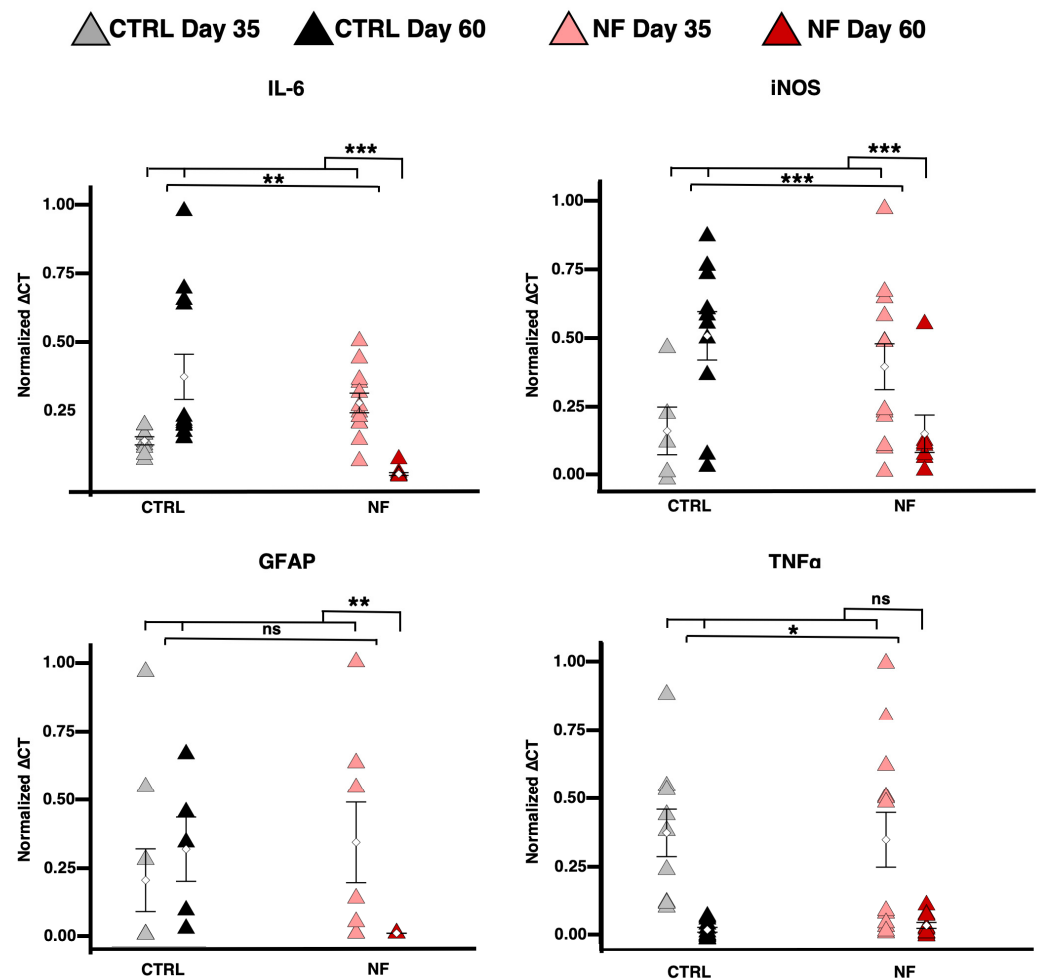 CTRL Day 35 CTRL Day 60 NF Day 35 NF Day 60
IL-6
***
**
1.00
0.75
0.50
0.25
Normalized ΔCT
CTRL NF
iNOS
***
***
1.00
0.75
0.50
0.25
0.00
Normalized ΔCT
CTRL NF
GFAP
**
ns
1.00
0.75
0.50
0.25
0.00
Normalized ΔCT
CTRL NF
TNFα
ns
*
1.00
0.75
0.50
0.25
0.00
Normalized ΔCT
CTRL NF